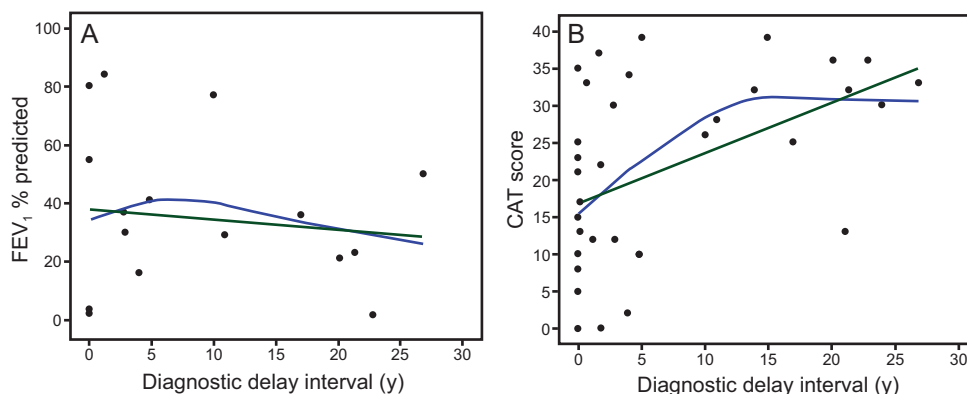 A
100
80
60
40
20
0
FEV₁ % predicted
0 5 10 15 20 25 30
Diagnostic delay interval (y)
B
40
35
30
25
20
15
10
5
0
CAT score
0 5 10 15 20 25 30
Diagnostic delay interval (y)